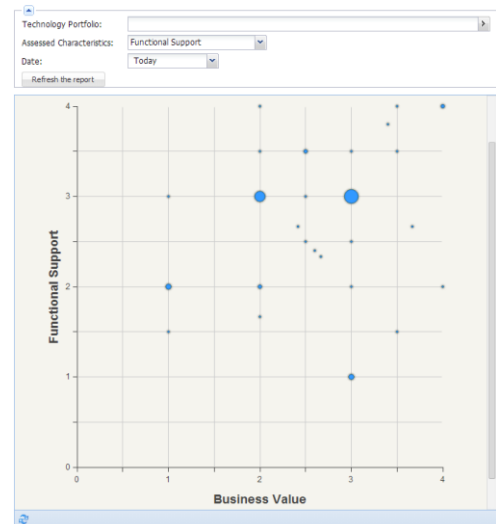 Technology Portfolio:
Assessed Characteristics: Functional Support
Date: Today
Refresh the report
4
3
Functional Support
2
1
0
0 1 2 3 4
Business Value